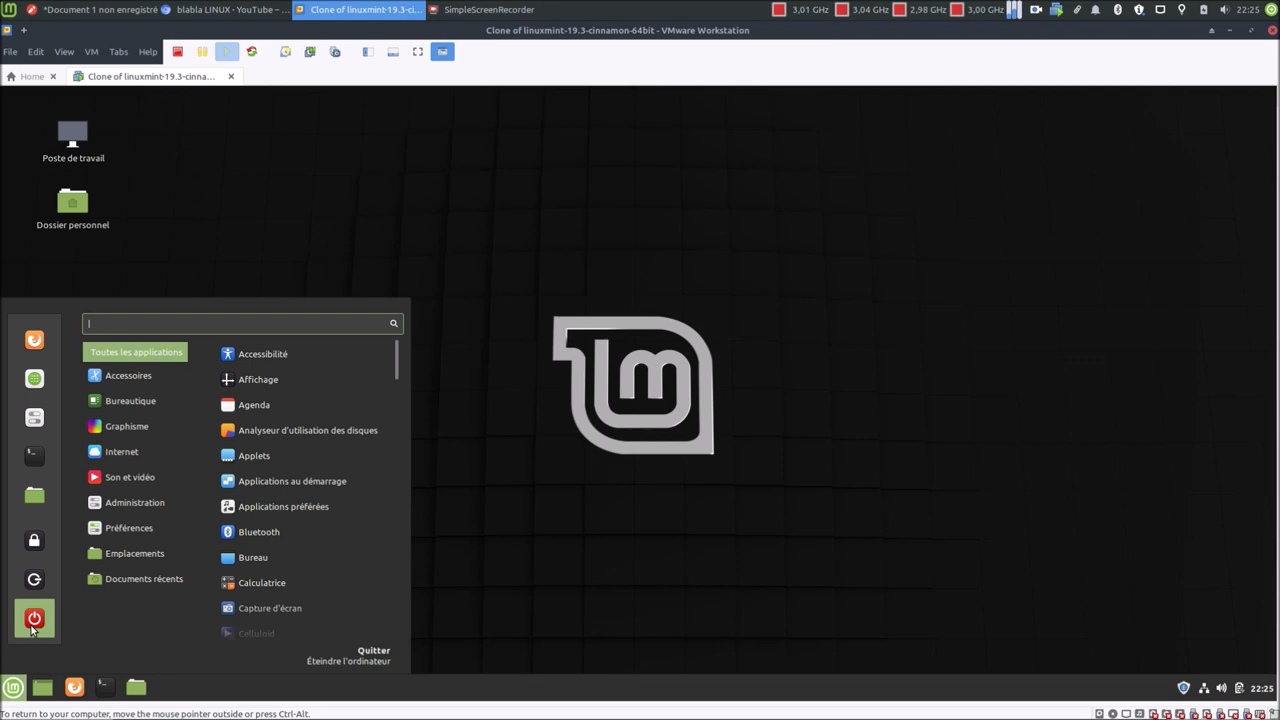 *Document 1 non enregistré
blabla LINUX - YouTube – ...
Clone of linuxmint-19.3-ci...
SimpleScreenRecorder
3,01 GHz
3,04 GHz
2,98 GHz
3,00 GHz
22:25
Clone of linuxmint-19.3-cinnamon-64bit - VMware Workstation
File Edit View VM Tabs Help
Home
Clone of linuxmint-19.3-cinna...
Poste de travail
Dossier personnel
lm
Toutes les applications
Accessoires
Bureautique
Graphisme
Internet
Son et vidéo
Administration
Préférences
Emplacements
Documents récents
Accessibilité
Affichage
Agenda
Analyseur d'utilisation des disques
Applets
Applications au démarrage
Applications préférées
Bluetooth
Bureau
Calculatrice
Capture d'écran
Celluloid
Quitter
Éteindre l'ordinateur
22:25
To return to your computer, move the mouse pointer outside or press Ctrl-Alt.